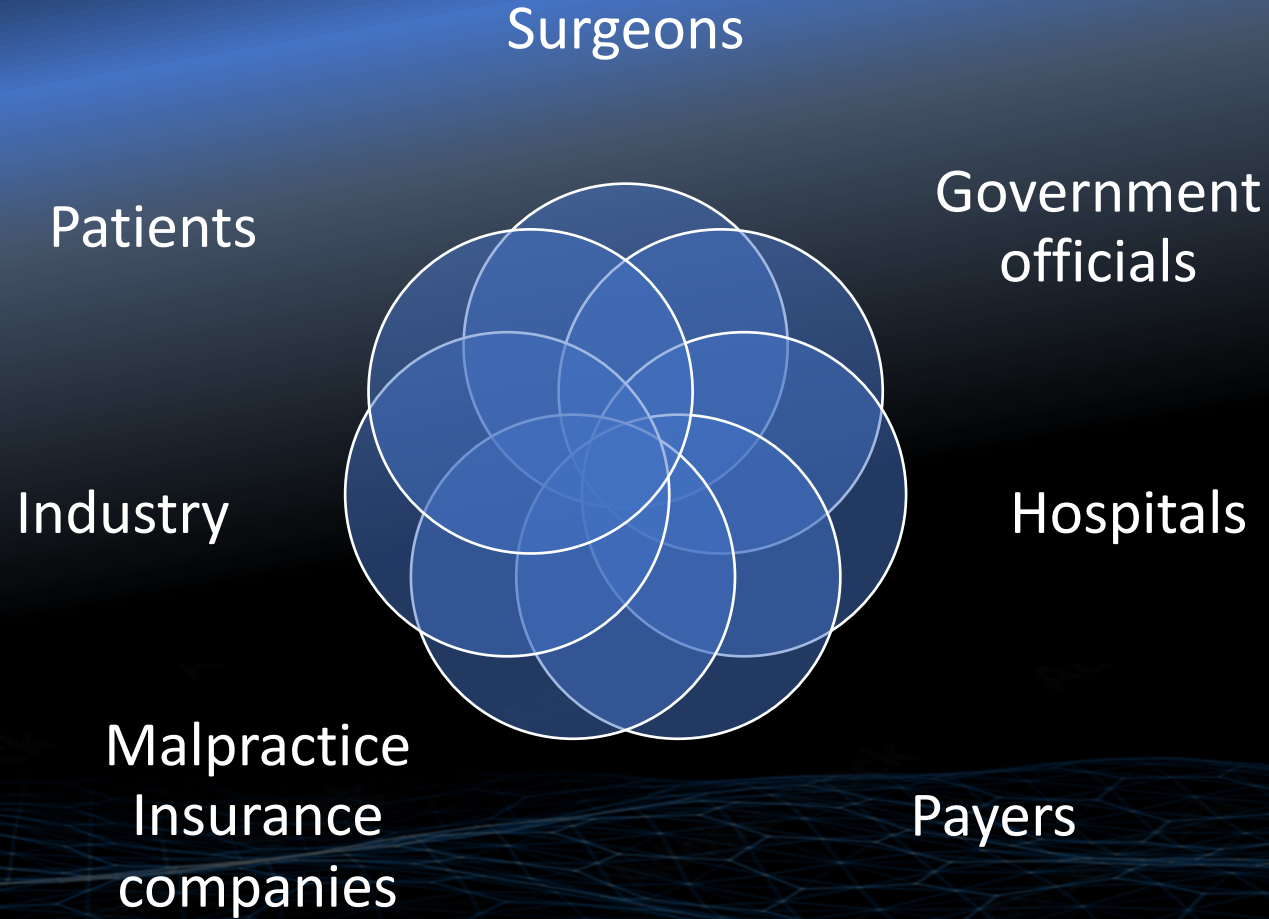 Surgeons
Patients
Government
officials
Industry
Hospitals
Malpractice
Insurance
companies
Payers